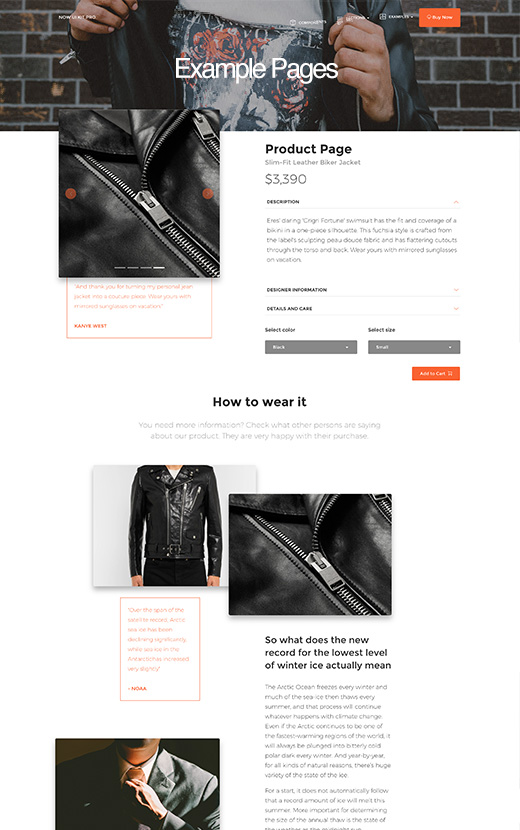 NOW UI KIT PRO
COMPONENTS
SECTIONS
EXAMPLES
Buy Now
Example Pages
Product Page
Slim-Fit Leather Biker Jacket
$3,390
DESCRIPTION
Eres' daring 'Grigri Fortune' swimsuit has the fit and coverage of a
bikini in a one-piece silhouette. This fuchsia style is crafted from
the label's sculpting peau douce fabric and has flattering cutouts
through the torso and back. Wear yours with mirrored sunglasses
on vacation.
DESIGNER INFORMATION
DETAILS AND CARE
Select color
Select size
Black
Small
Add to Cart
"And thank you for turning my personal jean
jacket into a couture piece. Wear yours with
mirrored sunglasses on vacation."
KANYE WEST
How to wear it
You need more information? Check what other persons are saying
about our product. They are very happy with their purchase.
"Over the span of the
satellite record, Arctic
sea ice has been
declining significantly,
while sea ice in the
Antarctichas increased
very slightly"
- NOAA
So what does the new
record for the lowest level
of winter ice actually mean
The Arctic Ocean freezes every winter and
much of the sea-ice then thaws every
summer, and that process will continue
whatever happens with climate change.
Even if the Arctic continues to be one of
the fastest-warming regions of the world, it
will always be plunged into bitterly cold
polar dark every winter. And year-by-year,
for all kinds of natural reasons, there's huge
variety of the state of the ice.
For a start, it does not automatically follow
that a record amount of ice will melt this
summer. More important for determining
the size of the annual thaw is the state of
the weather as the midnight sun